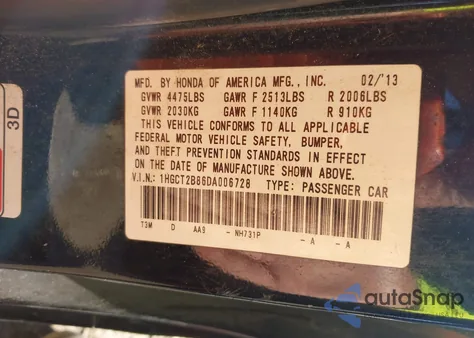 MFD. BY HONDA OF AMERICA MFG., INC. 02/'13
GVWR 4475LBS GAWR F 2513LBS R 2006LBS
GVWR 2030KG GAWR F 1140KG R 910KG
THIS VEHICLE CONFORMS TO ALL APPLICABLE
FEDERAL MOTOR VEHICLE SAFETY, BUMPER,
AND THEFT PREVENTION STANDARDS IN EFFECT
ON THE DATE OF MANUFACTURE SHOWN ABOVE.
V.I.N.: 1HGCT2B86DA006728 TYPE: PASSENGER CAR
T3M D AA9 - NH731P - A - A
3D
autoSnap